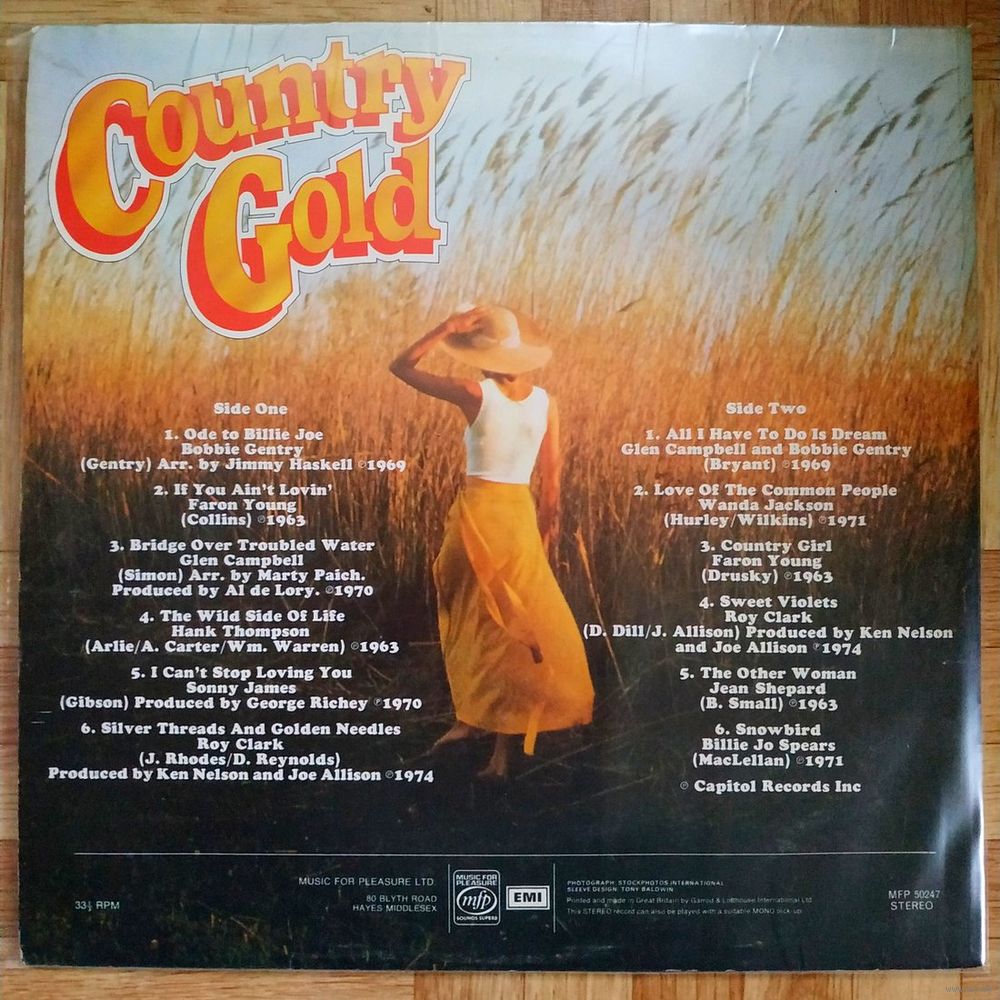 Country
Gold
Side One
1. Ode to Billie Joe
Bobbie Gentry
(Gentry) Arr. by Jimmy Haskell ℗1969
2. If You Ain't Lovin'
Faron Young
(Collins) ℗1963
3. Bridge Over Troubled Water
Glen Campbell
(Simon) Arr. by Marty Paich.
Produced by Al de Lory. ℗1970
4. The Wild Side Of Life
Hank Thompson
(Arlie/A. Carter/Wm. Warren) ℗1963
5. I Can't Stop Loving You
Sonny James
(Gibson) Produced by George Richey ℗1970
6. Silver Threads And Golden Needles
Roy Clark
(J. Rhodes/D. Reynolds)
Produced by Ken Nelson and Joe Allison ℗1974
Side Two
1. All I Have To Do Is Dream
Glen Campbell and Bobbie Gentry
(Bryant) ℗1969
2. Love Of The Common People
Wanda Jackson
(Hurley/Wilkins) ℗1971
3. Country Girl
Faron Young
(Drusky) ℗1963
4. Sweet Violets
Roy Clark
(D. Dill/J. Allison) Produced by Ken Nelson
and Joe Allison ℗1974
5. The Other Woman
Jean Shepard
(B. Small) ℗1963
6. Snowbird
Billie Jo Spears
(MacLellan) ℗1971
℗ Capitol Records Inc
33⅓ RPM
MUSIC FOR PLEASURE LTD
80 BLYTH ROAD
HAYES MIDDLESEX
MUSIC FOR
PLEASURE
mfp
SOUNDS SUPERB
EMI
PHOTOGRAPH STOCKPHOTOS INTERNATIONAL
SLEEVE DESIGN TONY BALDWIN
Printed and made in Great Britain by Garrod & Lofthouse International Ltd
This STEREO record can also be played with a suitable MONO pick-up
MFP 50247
STEREO